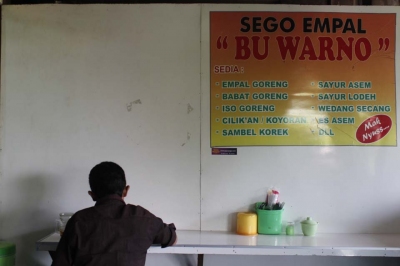 SEGO EMPAL
" BU WARNO "
SEDIA :
EMPAL GORENG
BABAT GORENG
ISO GORENG
CILIK'AN / KOYORAN
SAMBEL KOREK
SAYUR ASEM
SAYUR LODEH
WEDANG SECANG
ES ASEM
DLL
Mak
Nyuss...